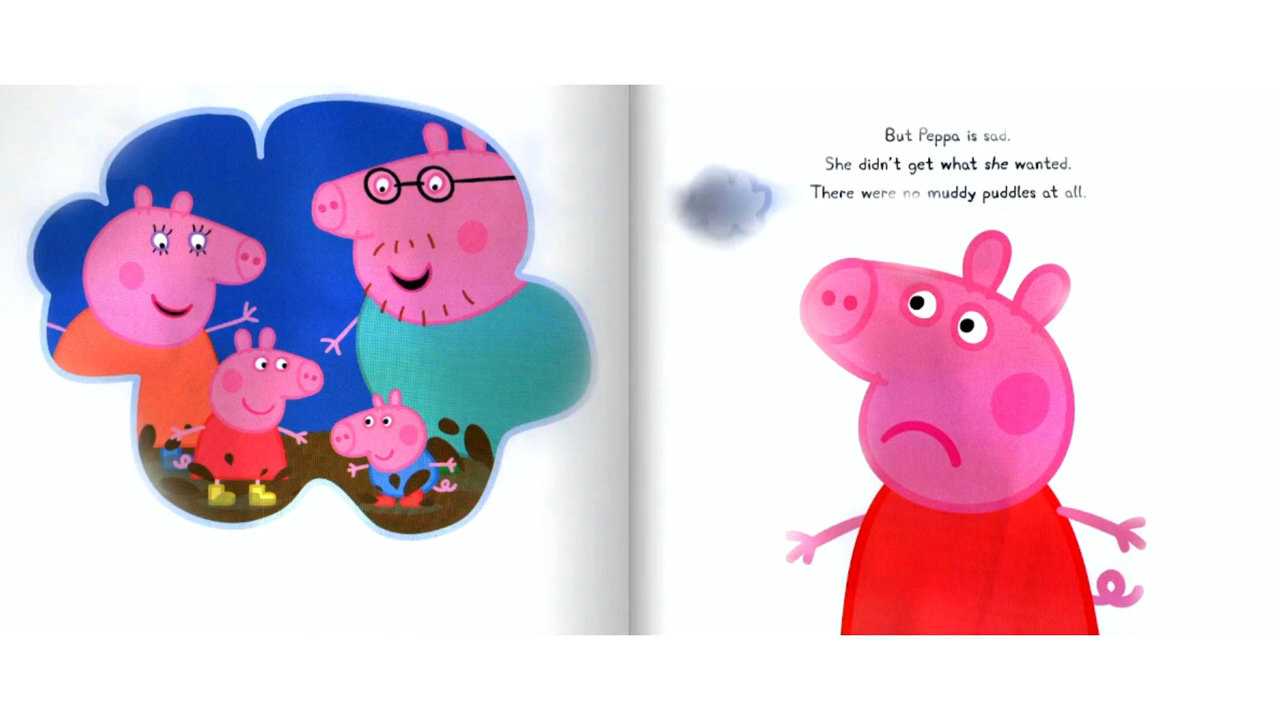 But Peppa is sad.
She didn't get what she wanted.
There were no muddy puddles at all.